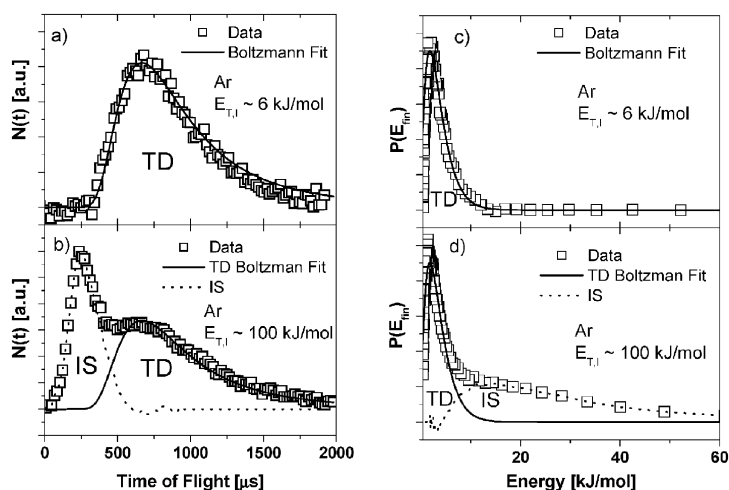 a)
Data
Boltzmann Fit
Ar
E_T,I ~ 6 kJ/mol
TD
N(t) [a.u.]
b)
Data
TD Boltzman Fit
IS
Ar
E_T,I ~ 100 kJ/mol
IS
TD
N(t) [a.u.]
0 500 1000 1500 2000
Time of Flight [μs]
c)
Data
Boltzmann Fit
Ar
E_T,I ~ 6 kJ/mol
TD
P(E_fin)
d)
Data
TD Boltzman Fit
IS
Ar
E_T,I ~ 100 kJ/mol
TD
IS
P(E_fin)
20 40 60
Energy [kJ/mol]